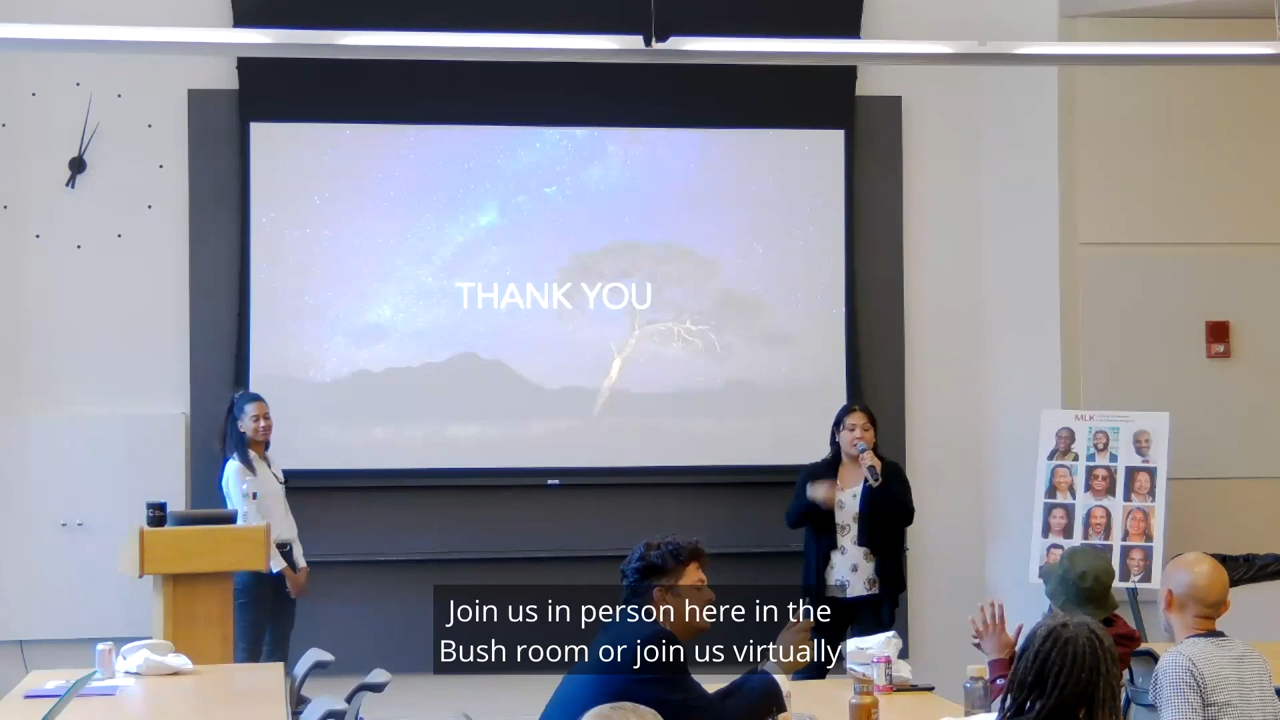 THANK YOU
MLK
Join us in person here in the
Bush room or join us virtually